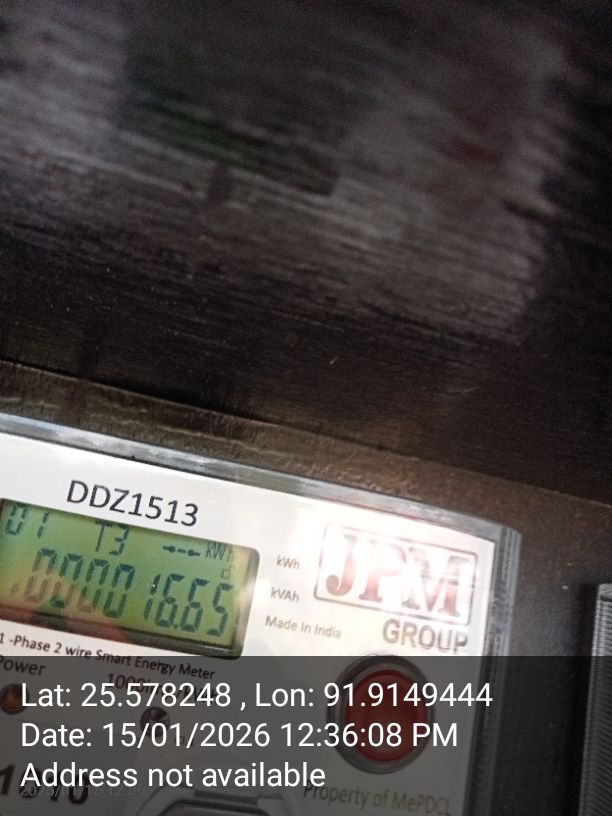 DDZ1513
01 T3 kWh
000016.65
kWh
kVAh
JPM
GROUP
Made in India
1 -Phase 2 wire Smart Energy Meter
Power
Lat: 25.578248 , Lon: 91.9149444
Date: 15/01/2026 12:36:08 PM
Address not available
Property of MePDCL